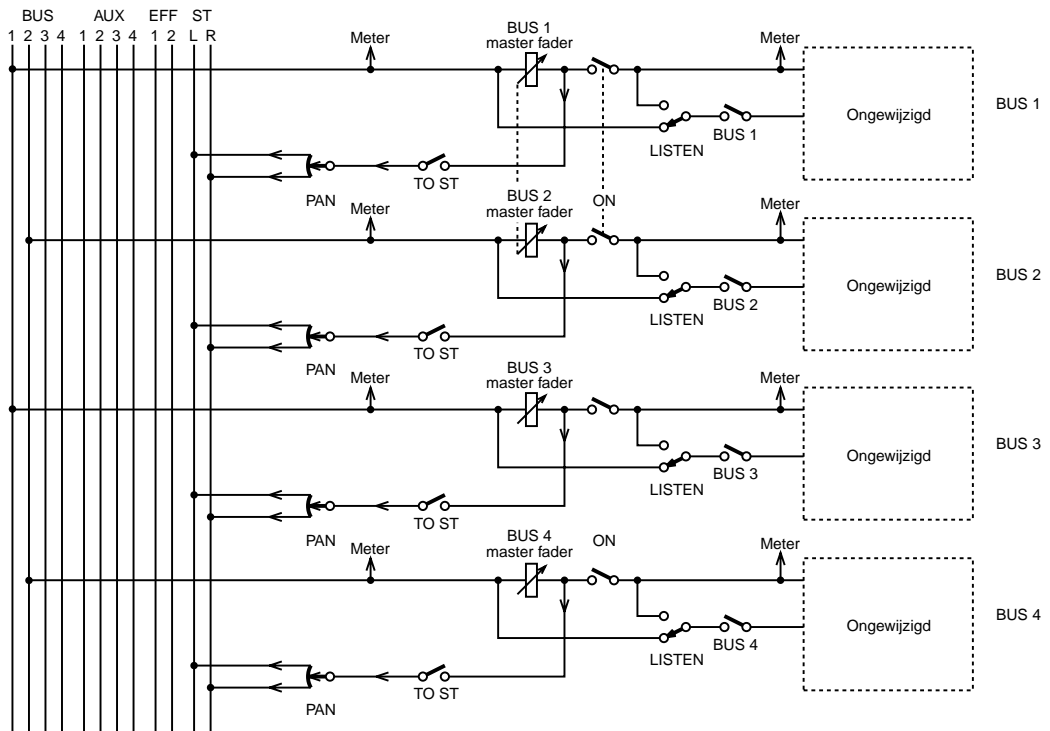 BUS AUX EFF ST
1 2 3 4 1 2 3 4 1 2 L R
Meter
BUS 1
master fader
Meter
Ongewijzigd
BUS 1
BUS 1
LISTEN
TO ST
PAN
Meter
BUS 2
master fader
ON
Meter
Ongewijzigd
BUS 2
BUS 2
LISTEN
TO ST
PAN
Meter
BUS 3
master fader
Meter
Ongewijzigd
BUS 3
BUS 3
LISTEN
TO ST
PAN
Meter
BUS 4
master fader
ON
Meter
Ongewijzigd
BUS 4
BUS 4
LISTEN
TO ST
PAN